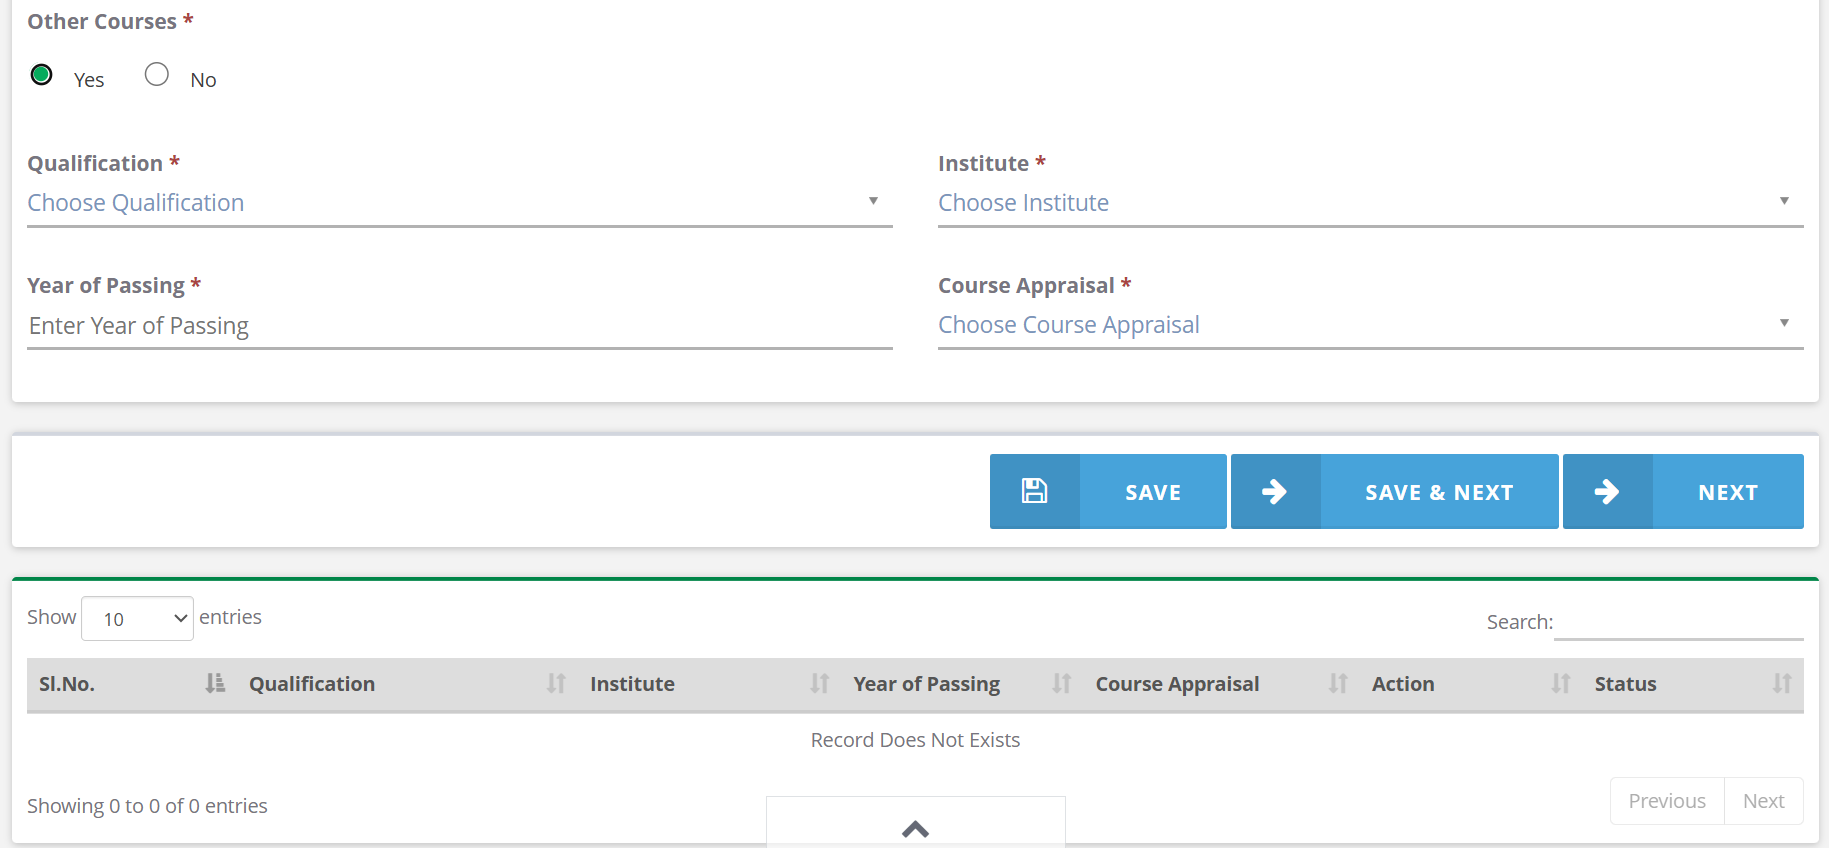 Other Courses *
Yes No
Qualification * Institute *
Choose Qualification Choose Institute
Year of Passing * Course Appraisal *
Enter Year of Passing Choose Course Appraisal
SAVE SAVE & NEXT NEXT
Show 10 entries Search:
Sl.No. Qualification Institute Year of Passing Course Appraisal Action Status
Record Does Not Exists
Showing 0 to 0 of 0 entries Previous Next